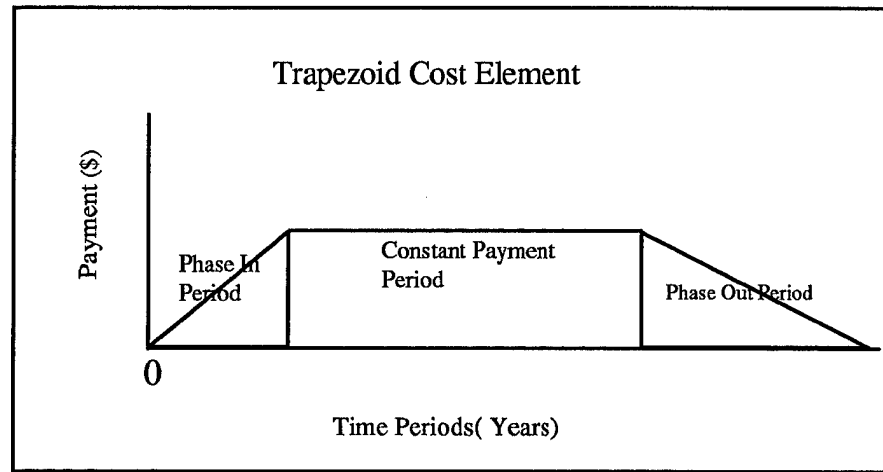 Trapezoid Cost Element
Payment ($)
Phase In
Period
Constant Payment
Period
Phase Out Period
0
Time Periods( Years)